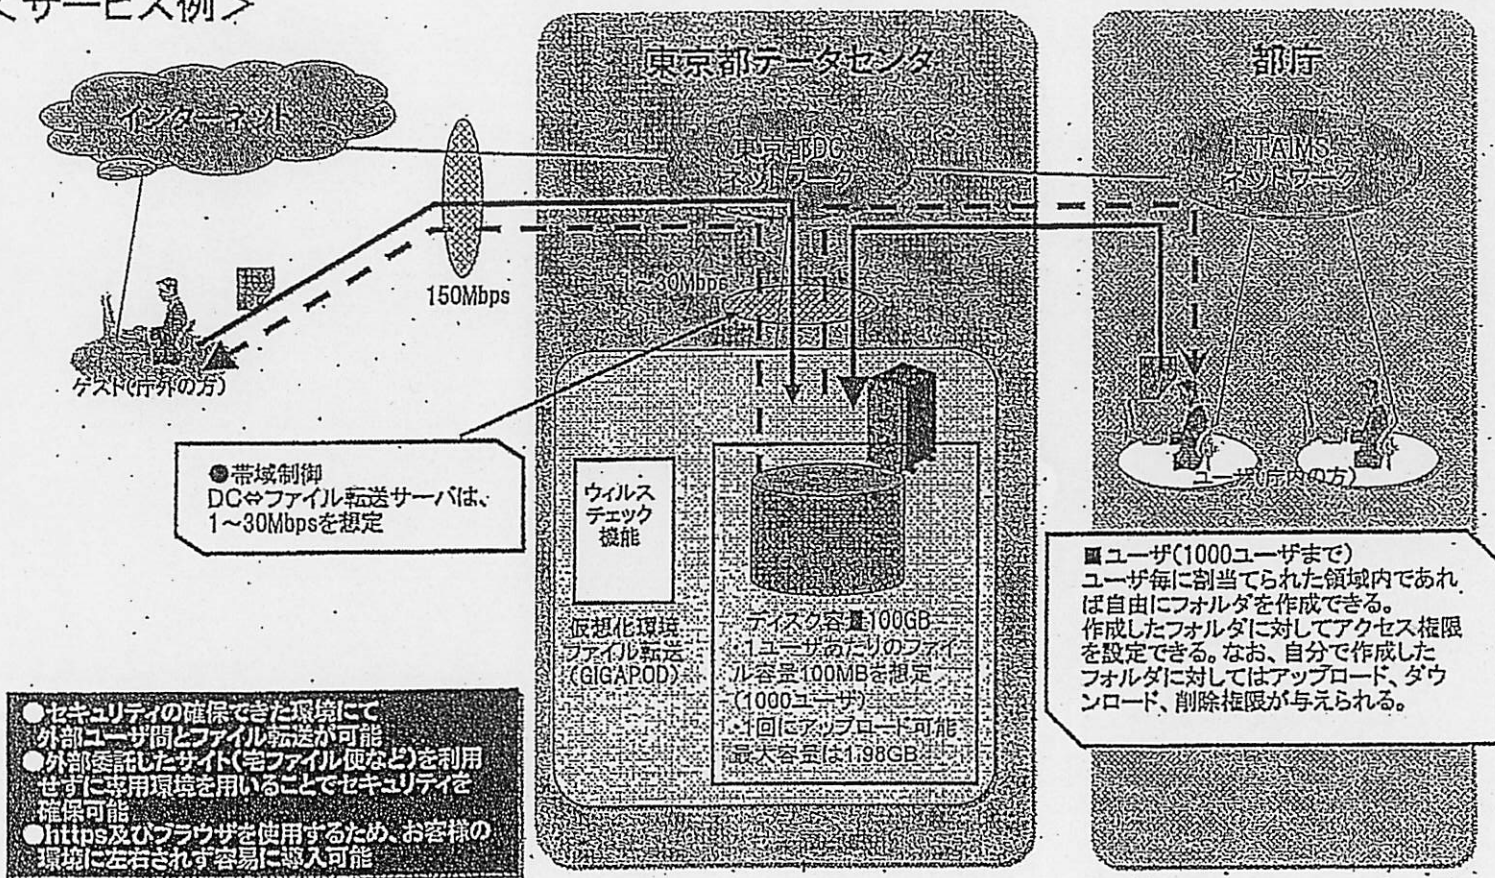 ＜サービス例＞
東京都データセンタ
都庁
インターネット
東京都DC
ネットワーク
TAIMS
ネットワーク
150Mbps
1～30Mbps
ゲスト(庁外の方)
ユーザ(庁内の方)
●帯域制御
DC⇔ファイル転送サーバは、
1～30Mbpsを想定
ウィルス
チェック
機能
仮想化環境
ファイル転送
(GIGAPOD)
ディスク容量100GB
・1ユーザあたりのファイ
ル容量100MBを想定
(1000ユーザ)
・1回にアップロード可能
最大容量は1.98GB
■ユーザ(1000ユーザまで)
ユーザ毎に割当てられた領域内であれ
ば自由にフォルダを作成できる。
作成したフォルダに対してアクセス権限
を設定できる。なお、自分で作成した
フォルダに対してはアップロード、ダウ
ンロード、削除権限が与えられる。
●セキュリティの確保できた環境にて
外部ユーザ間とファイル転送が可能
●外部委託したサイト(宅ファイル便など)を利用
せずに専用環境を用いることでセキュリティを
確保可能
●https及びブラウザを使用するため、お客様の
環境に左右されず容易に導入可能